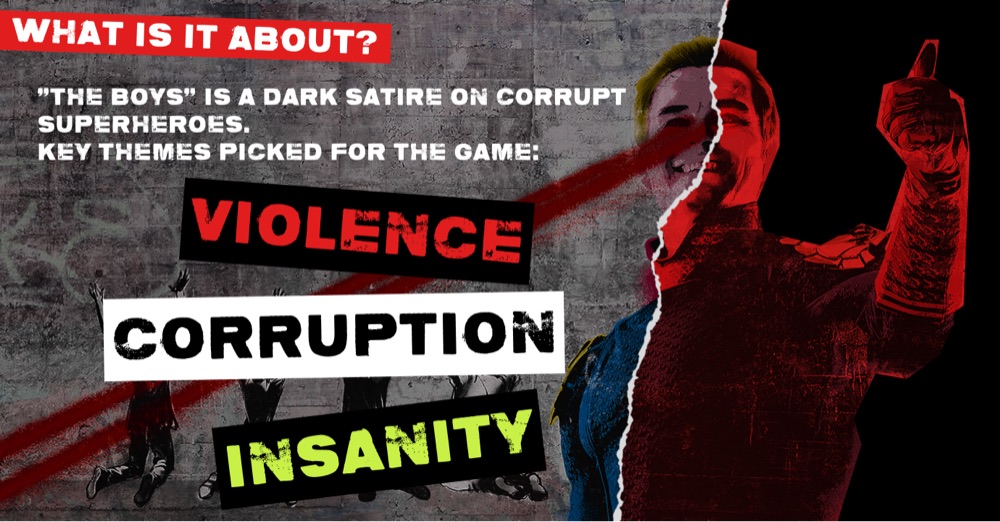 WHAT IS IT ABOUT?
"THE BOYS" IS A DARK SATIRE ON CORRUPT
SUPERHEROES.
KEY THEMES PICKED FOR THE GAME:
VIOLENCE
CORRUPTION
INSANITY